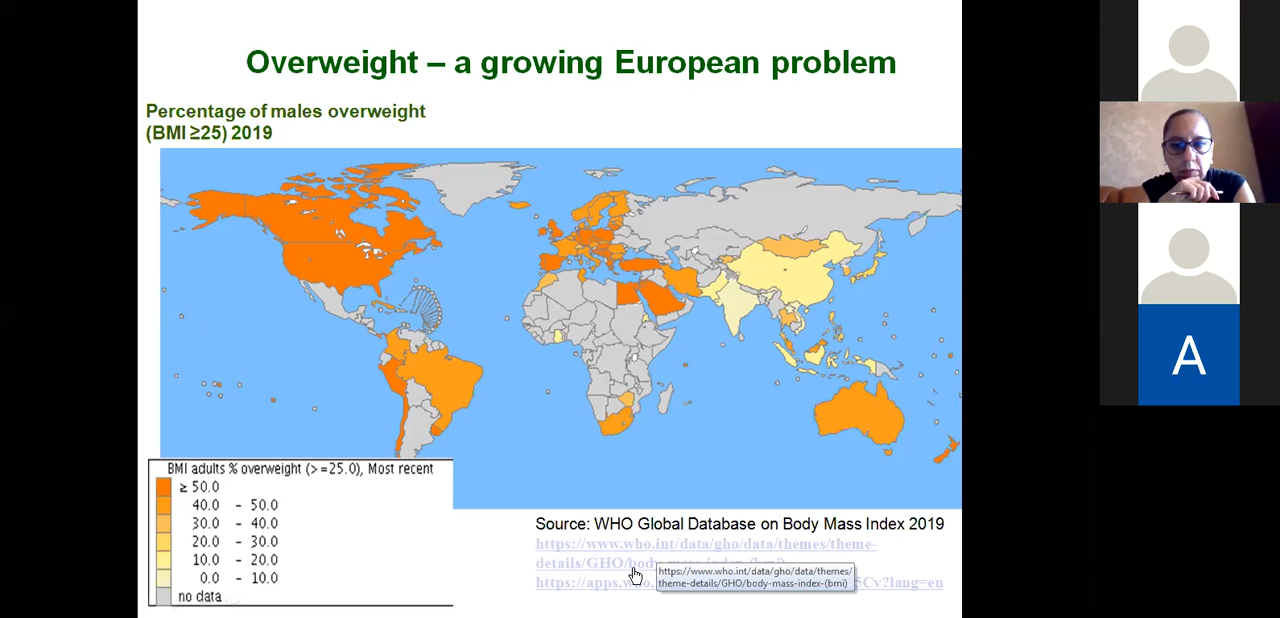 Overweight – a growing European problem
Percentage of males overweight
(BMI ≥25) 2019
BMI adults % overweight (>=25.0), Most recent
≥ 50.0
40.0 - 50.0
30.0 - 40.0
20.0 - 30.0
10.0 - 20.0
0.0 - 10.0
no data
Source: WHO Global Database on Body Mass Index 2019
https://www.who.int/data/gho/data/themes/theme-
details/GHO/body-mass-index-(bmi)
https://www.who.int/data/gho/data/themes/
theme-details/GHO/body-mass-index-(bmi)
https://apps.who. 5Cv?lang=en
A